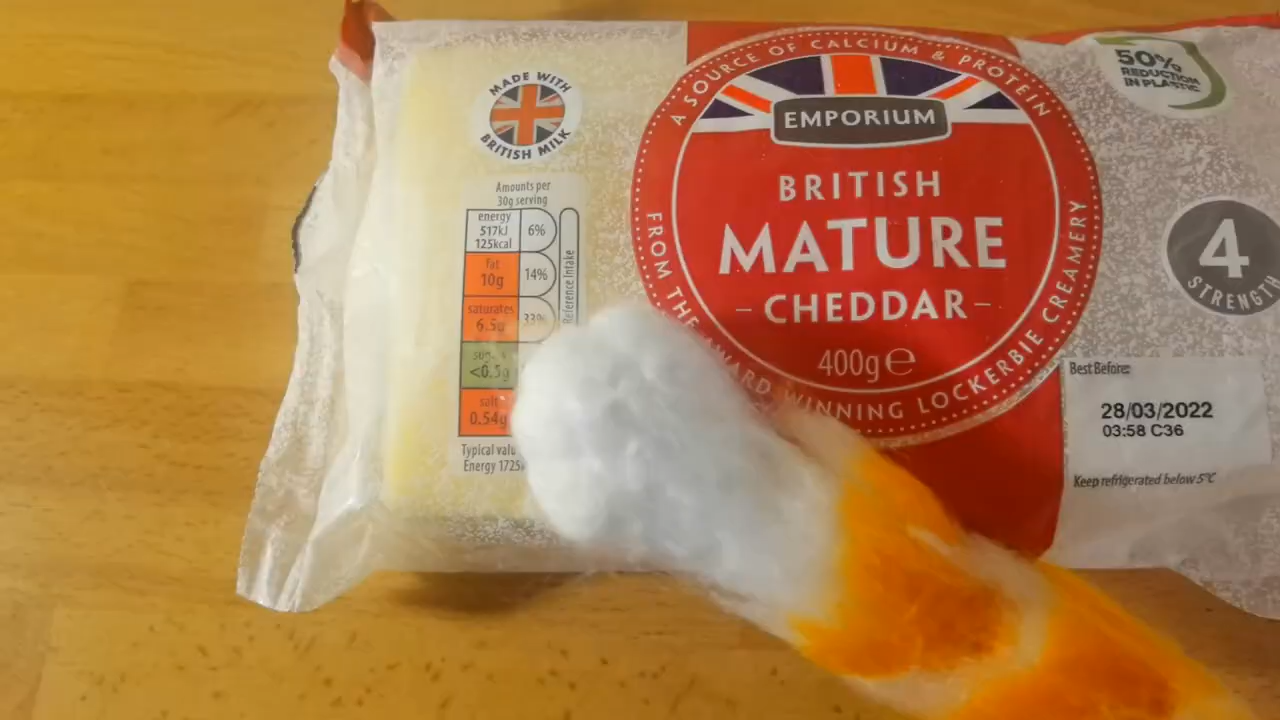 MADE WITH
BRITISH MILK
Amounts per
30g serving
energy
517kJ
125kcal
6%
fat
10g
14%
saturates
6.5g
33%
<0.5g
salt
0.54g
Reference Intake
Typical
Energy
A SOURCE OF CALCIUM & PROTEIN
EMPORIUM
BRITISH
MATURE
- CHEDDAR -
400g ℮
FROM THE AWARD WINNING LOCKERBIE CREAMERY
50%
REDUCTION
IN PLASTIC
4
STRENGTH
Best Before:
28/03/2022
03:58 C36
Keep refrigerated below 5°C